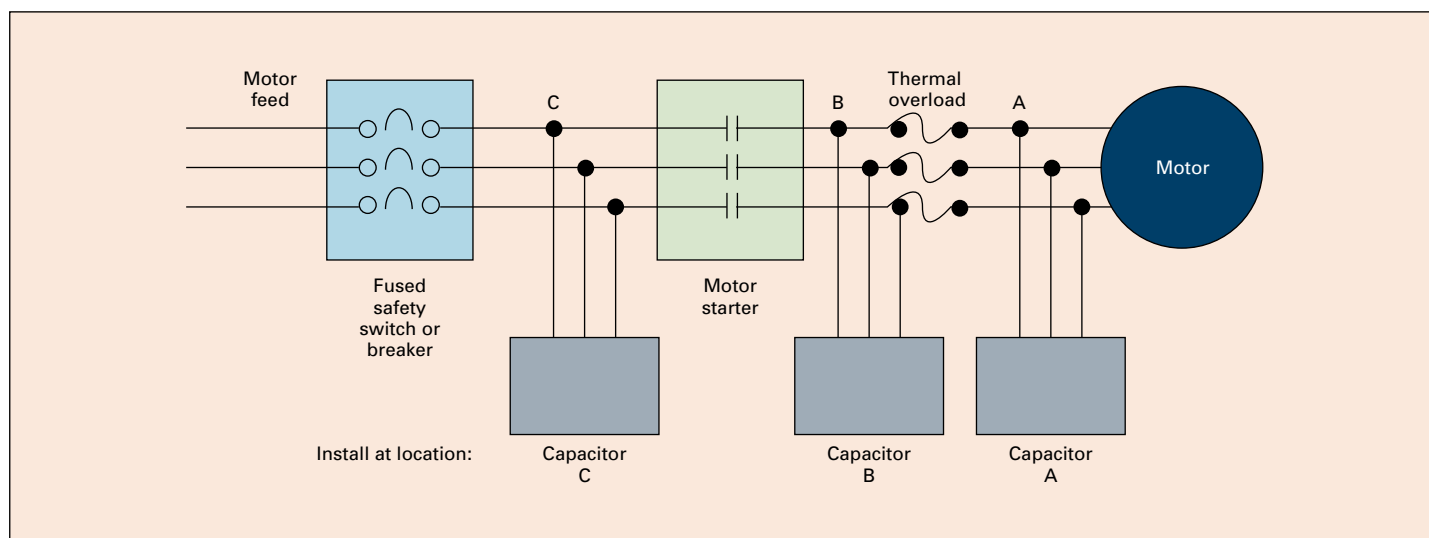 Motor
feed
C
B
Thermal
overload
A
Motor
Fused
safety
switch or
breaker
Motor
starter
Install at location:
Capacitor
C
Capacitor
B
Capacitor
A